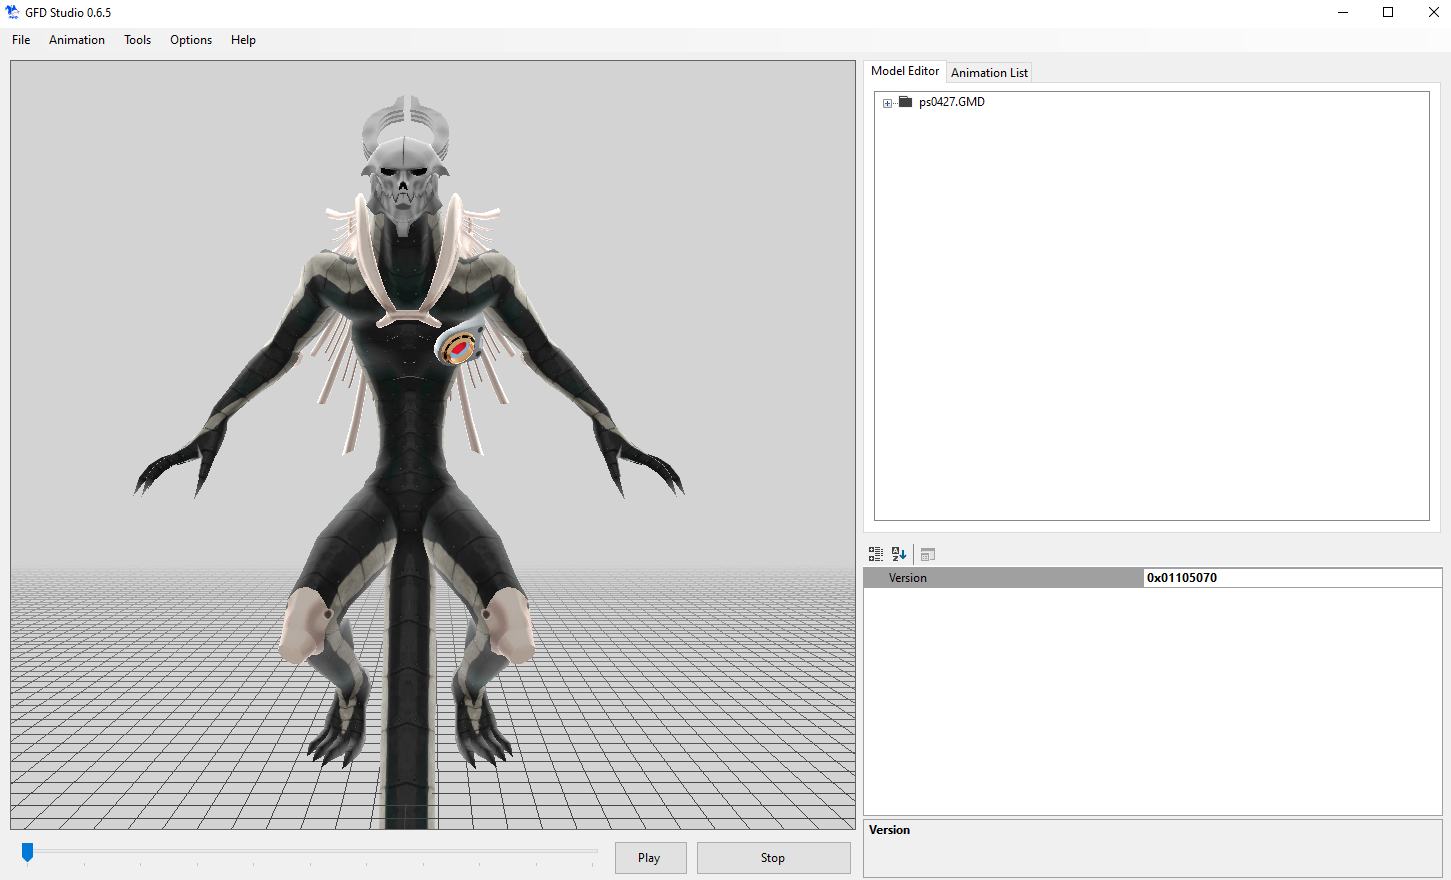 GFD Studio 0.6.5
File Animation Tools Options Help
Model Editor Animation List
ps0427.GMD
Version 0x01105070
Version
Play Stop